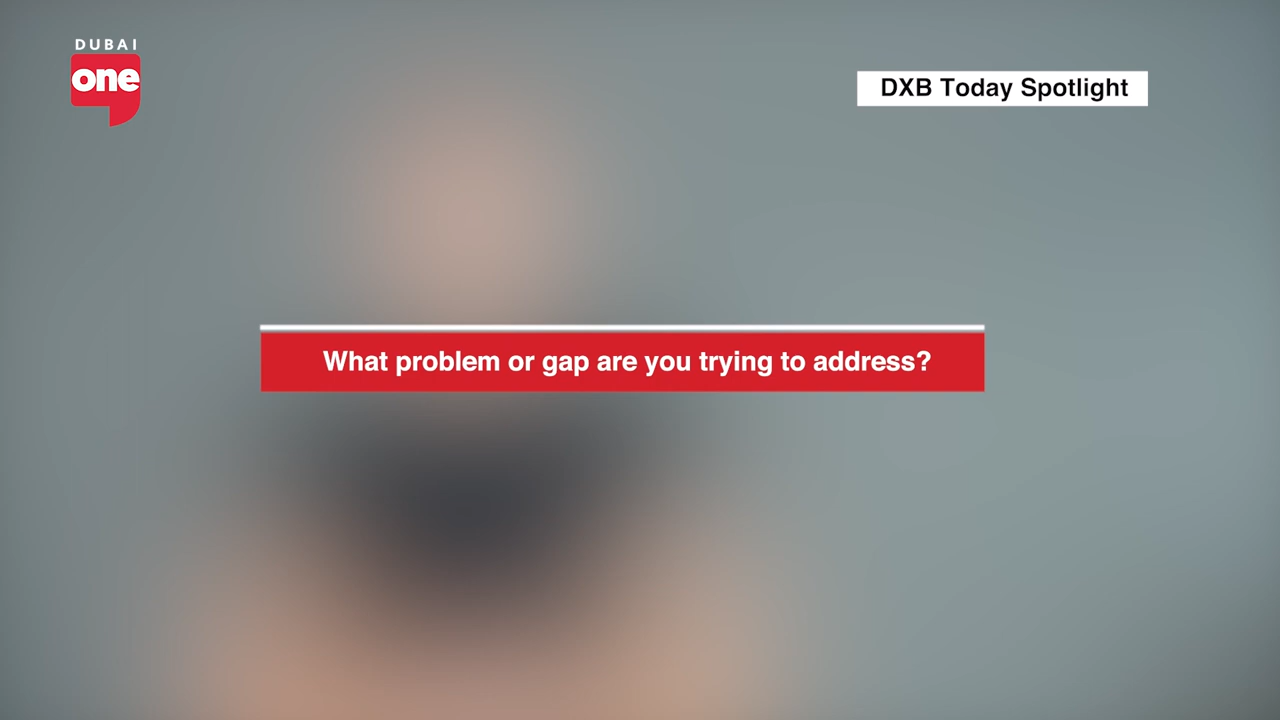 DUBAI
one
DXB Today Spotlight
What problem or gap are you trying to address?